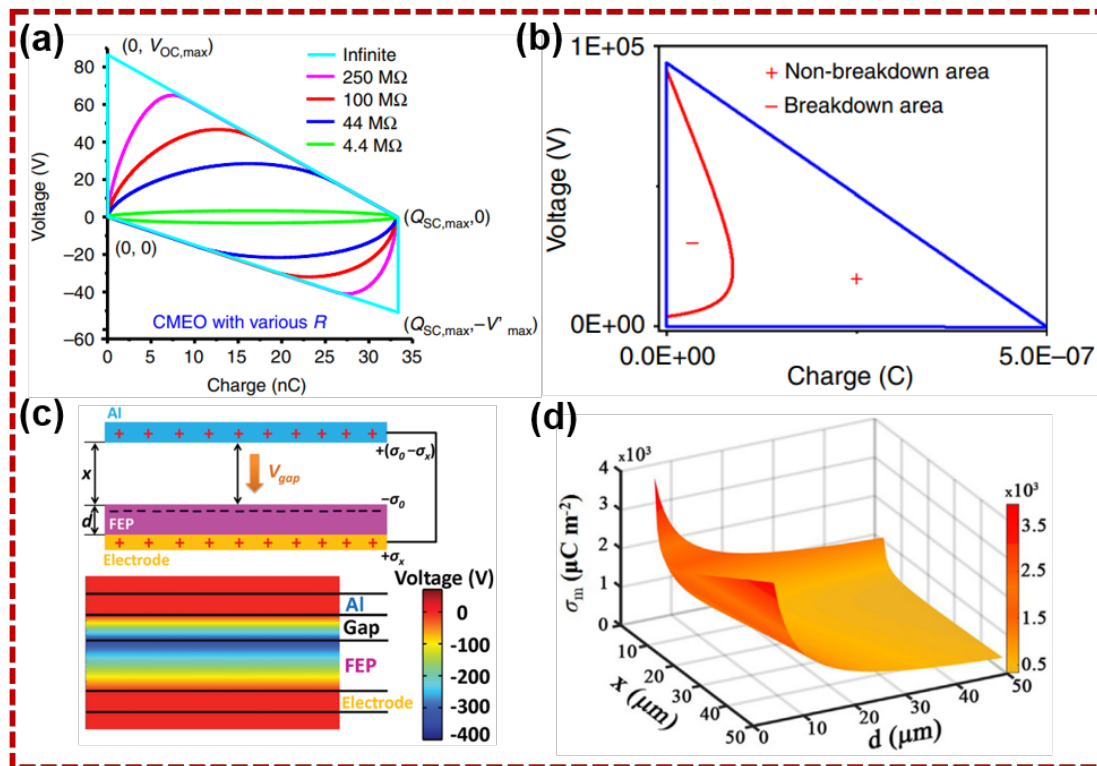 (a)
(0, V_OC,max)
Infinite
250 MΩ
100 MΩ
44 MΩ
4.4 MΩ
80
60
40
20
0
−20
−40
−60
Voltage (V)
(0, 0)
(Q_SC,max,0)
(Q_SC,max,−V'_max)
CMEO with various R
0 5 10 15 20 25 30 35
Charge (nC)
(b)
1E+05
+ Non-breakdown area
− Breakdown area
Voltage (V)
−
+
0E+00
0.0E+00 5.0E−07
Charge (C)
(c)
Al
+ + + + + + + + + +
+(σ0−σx)
x
V_gap
−σ0
d
FEP
+ + + + + + + + + +
Electrode
+σx
Voltage (V)
Al
Gap
FEP
Electrode
0
-100
-200
-300
-400
(d)
x10³
4
3
2
1
0
σ_m (μC m⁻²)
10
20
30
40
50
x (μm)
0
10
20
30
40
50
d (μm)
x10³
3.5
2.5
1.5
0.5